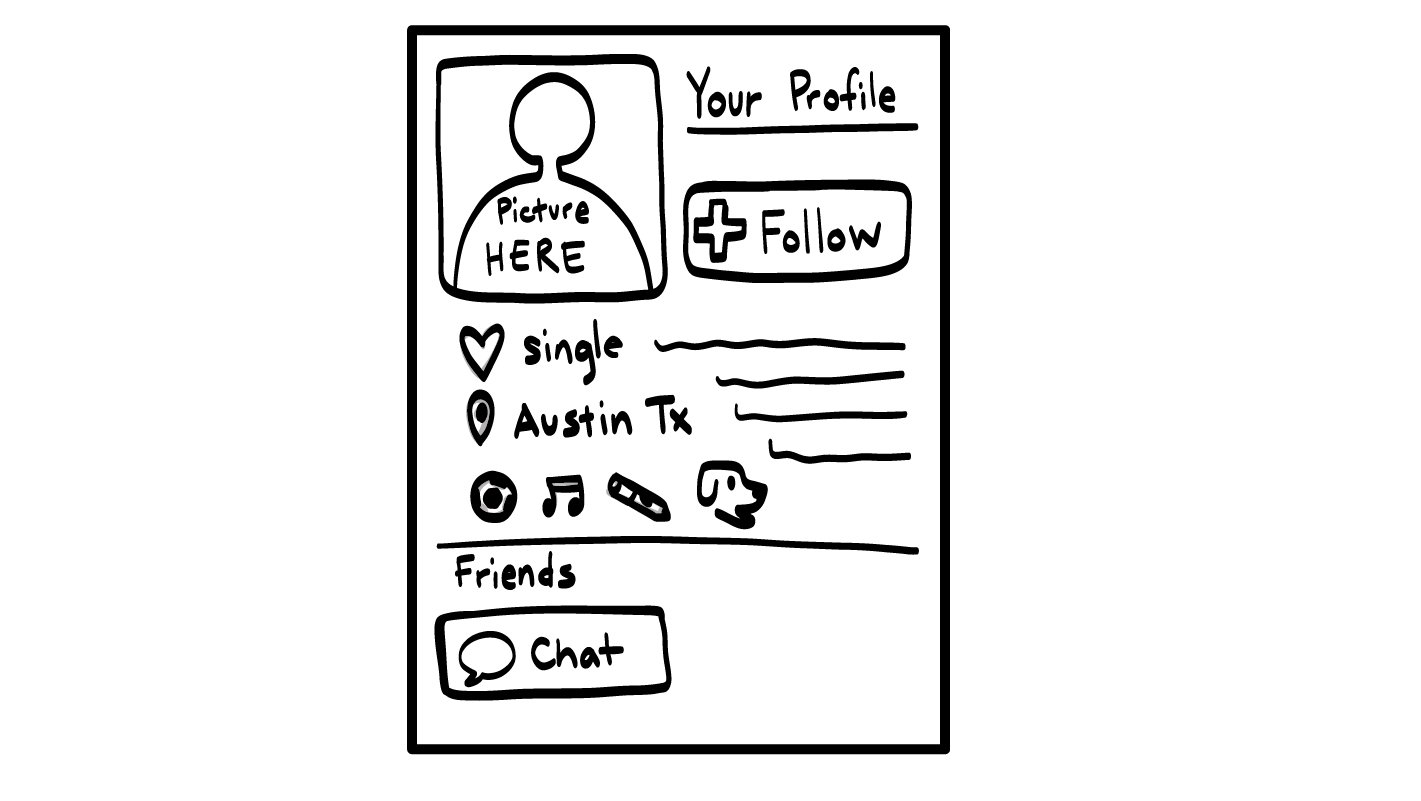 Your Profile
Picture
HERE
Follow
single
Austin Tx
Friends
Chat